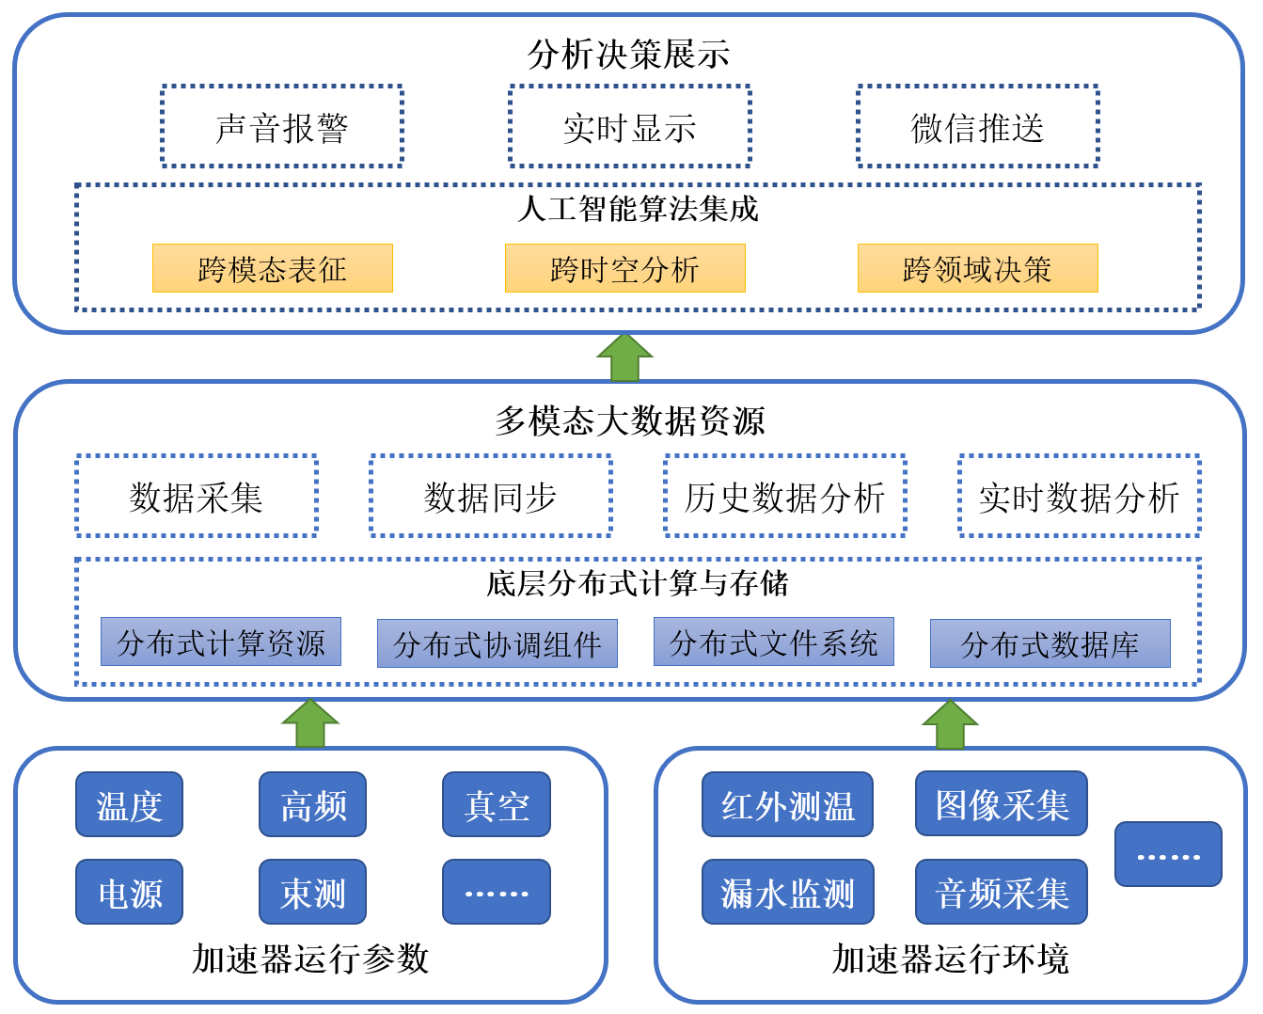 分析决策展示
声音报警
实时显示
微信推送
人工智能算法集成
跨模态表征
跨时空分析
跨领域决策
多模态大数据资源
数据采集
数据同步
历史数据分析
实时数据分析
底层分布式计算与存储
分布式计算资源
分布式协调组件
分布式文件系统
分布式数据库
温度
高频
真空
电源
束测
……
加速器运行参数
红外测温
图像采集
漏水监测
音频采集
……
加速器运行环境